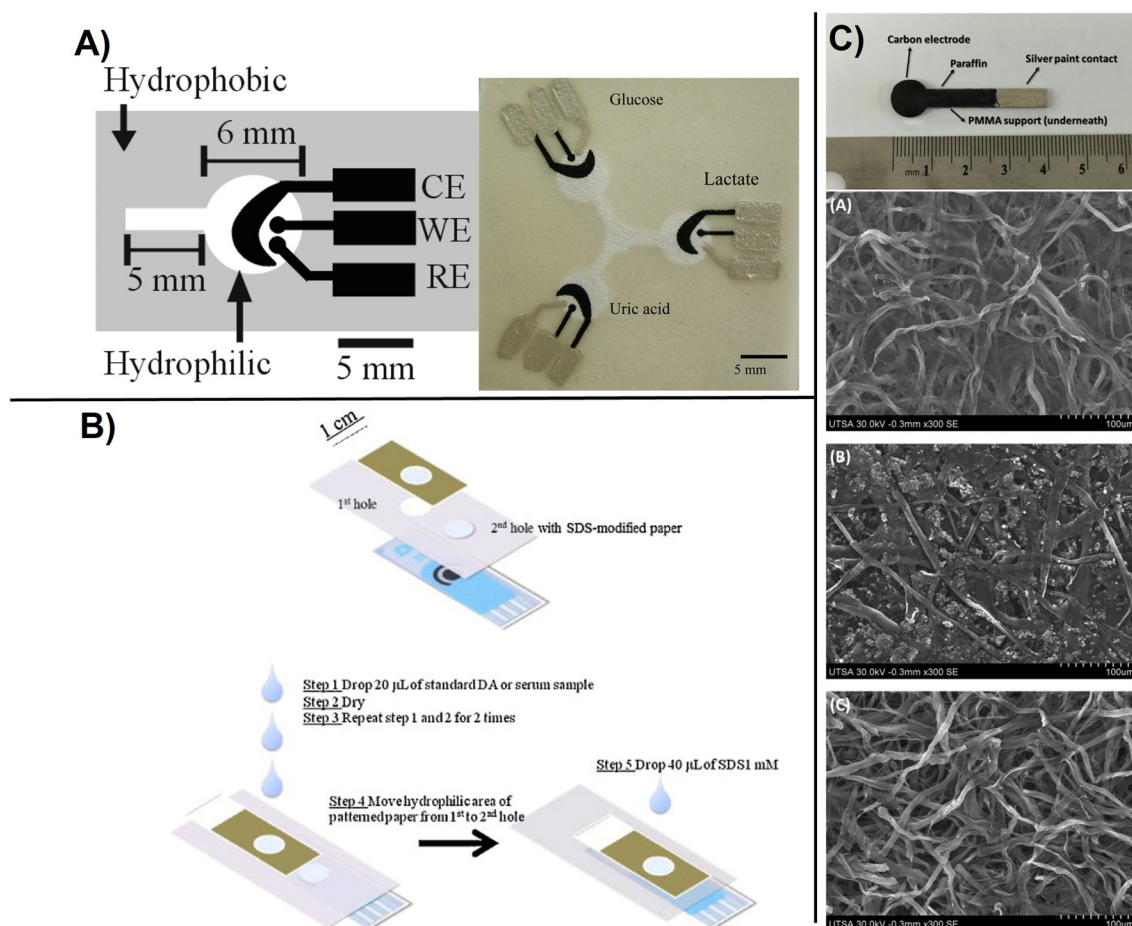 A)
Hydrophobic
6 mm
CE
WE
RE
5 mm
Hydrophilic
5 mm
Glucose
Lactate
Uric acid
5 mm
B)
1 cm
1st hole
2nd hole with SDS-modified paper
Step 1 Drop 20 µL of standard DA or serum sample
Step 2 Dry
Step 3 Repeat step 1 and 2 for 2 times
Step 4 Move hydrophilic area of
patterned paper from 1st to 2nd hole
Step 5 Drop 40 µL of SDS1 mM
C)
Carbon electrode
Paraffin
Silver paint contact
PMMA support (underneath)
mm 1 2 3 4 5 6
(A)
UTSA 30.0kV -0.3mm x300 SE
100um
(B)
UTSA 30.0kV -0.3mm x300 SE
100um
(C)
UTSA 30.0kV -0.3mm x300 SE
100um